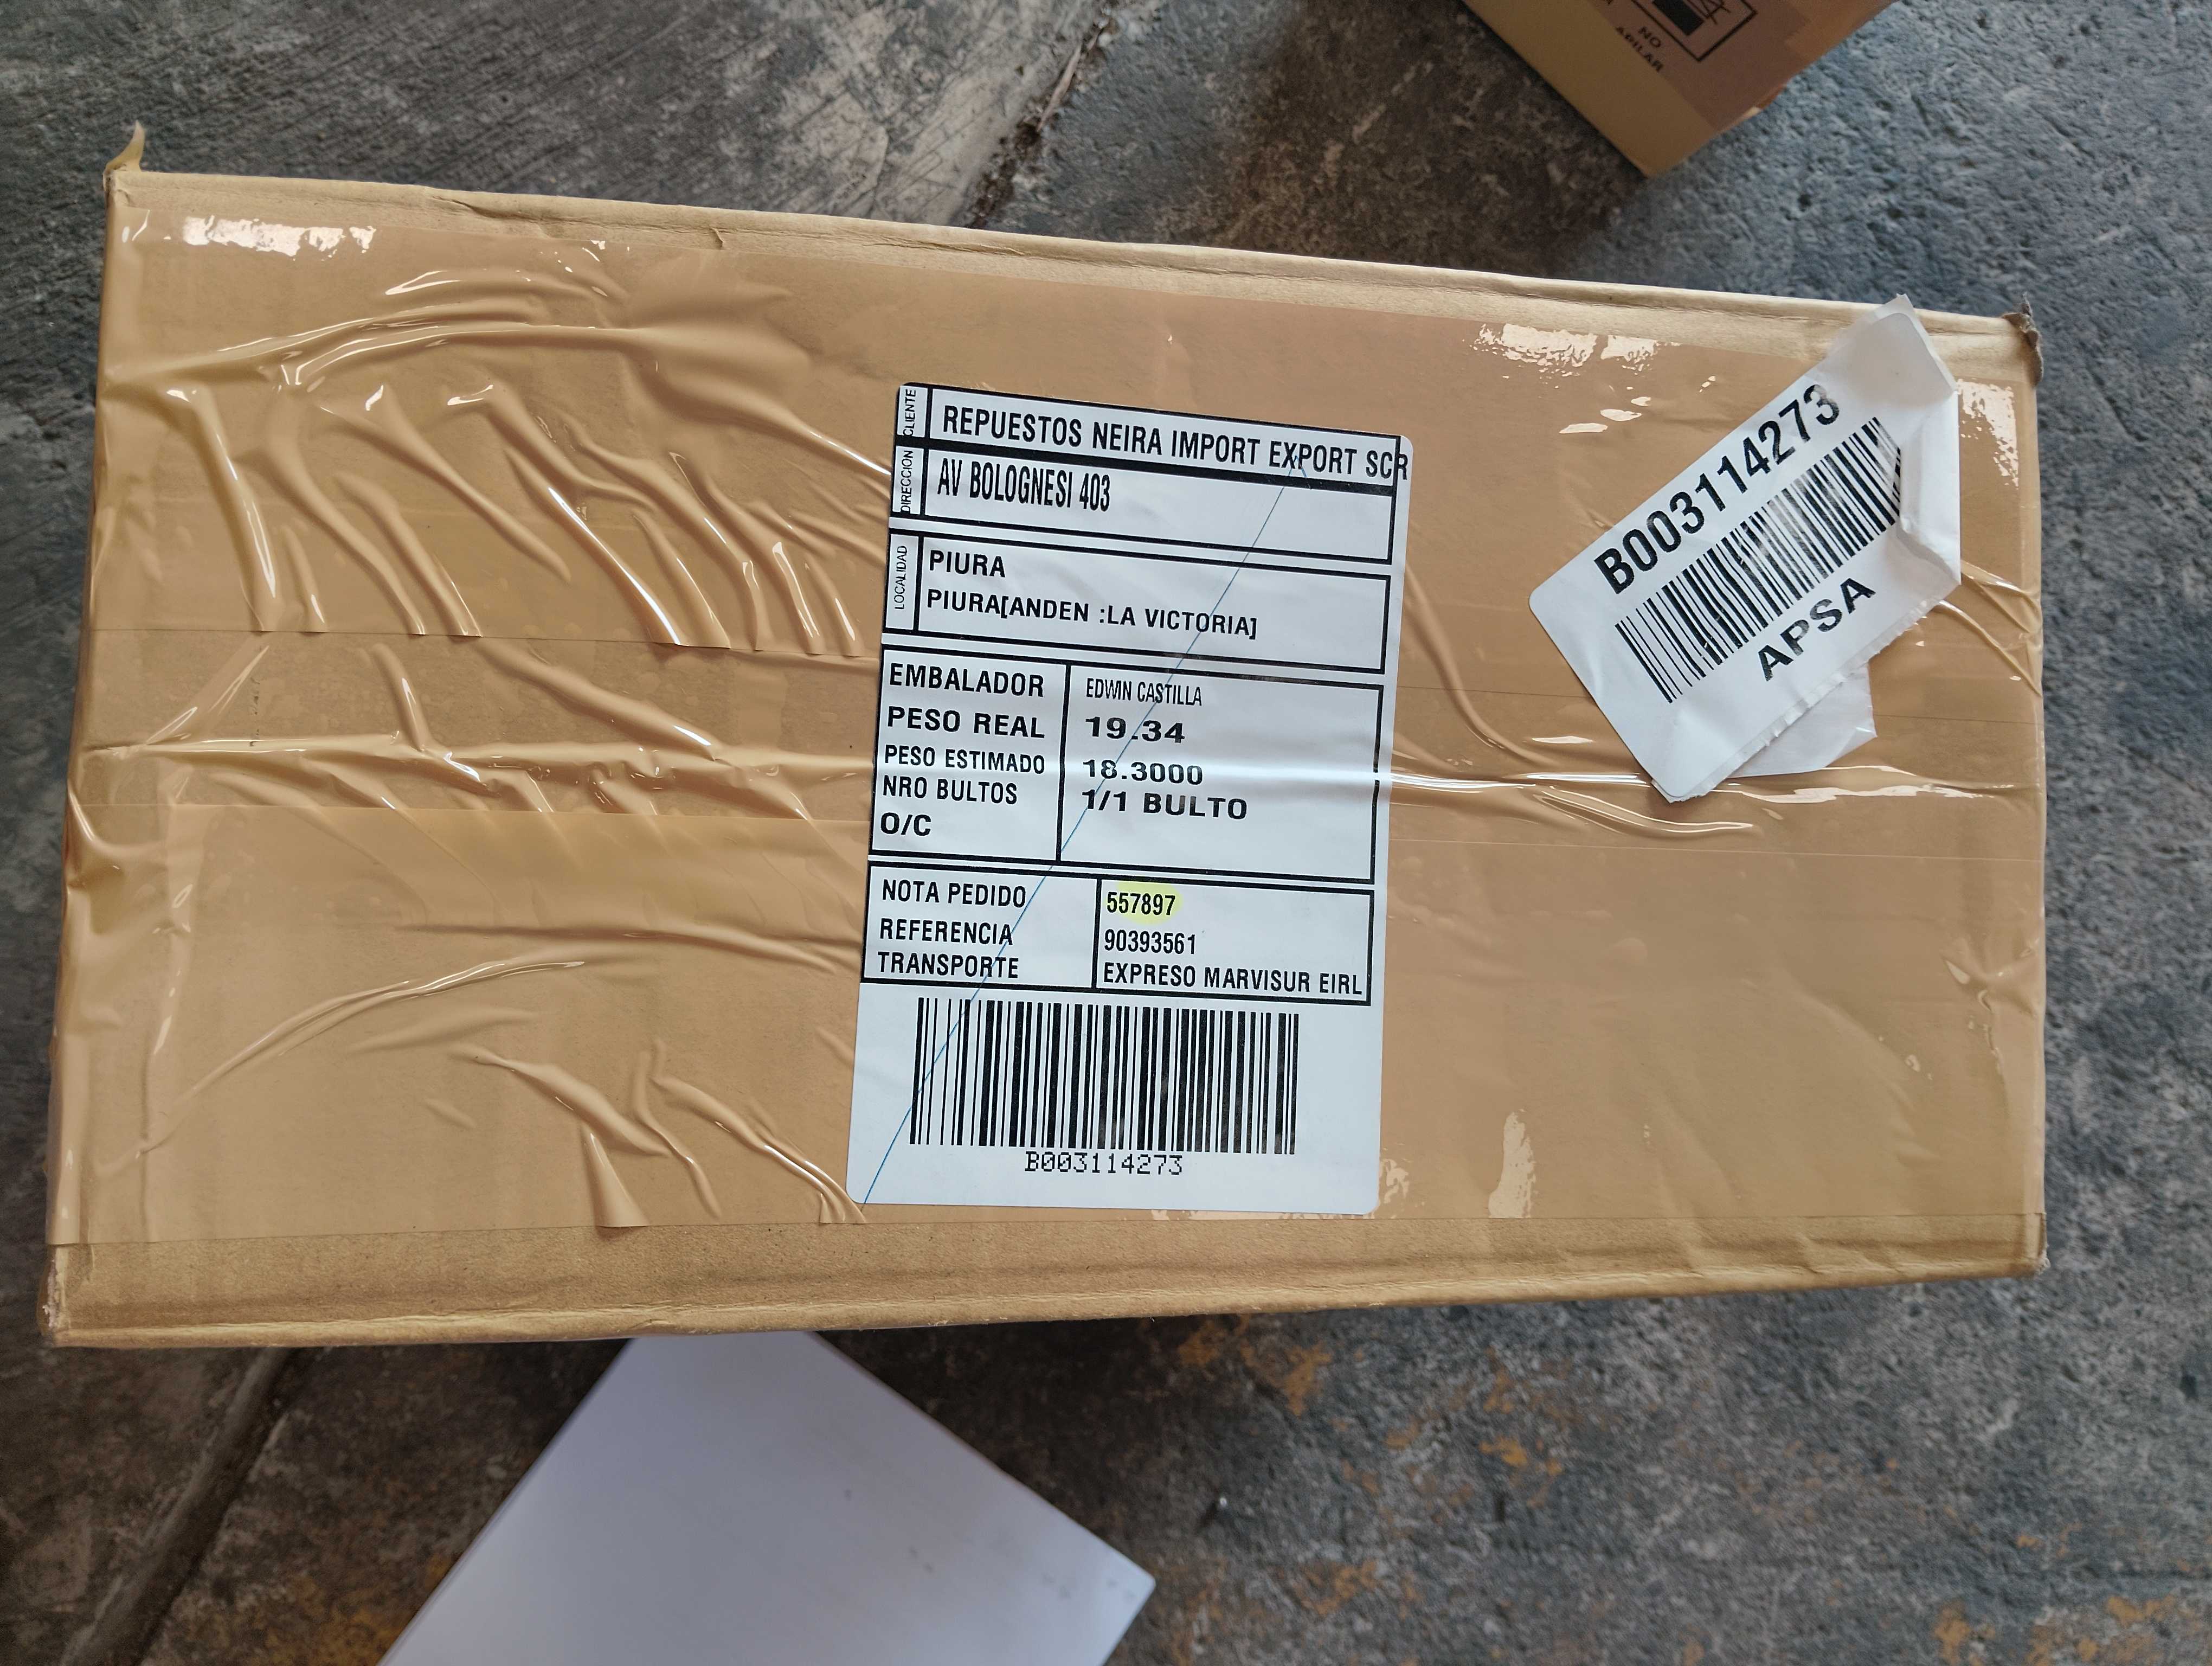 NO
APILAR
CLIENTE
REPUESTOS NEIRA IMPORT EXPORT SCR
DIRECCION
AV BOLOGNESI 403
LOCALIDAD
PIURA
PIURA[ANDEN :LA VICTORIA]
EMBALADOR EDWIN CASTILLA
PESO REAL 19.34
PESO ESTIMADO 18.3000
NRO BULTOS 1/1 BULTO
O/C
NOTA PEDIDO 557897
REFERENCIA 90393561
TRANSPORTE EXPRESO MARVISUR EIRL
B003114273
B003114273
APSA